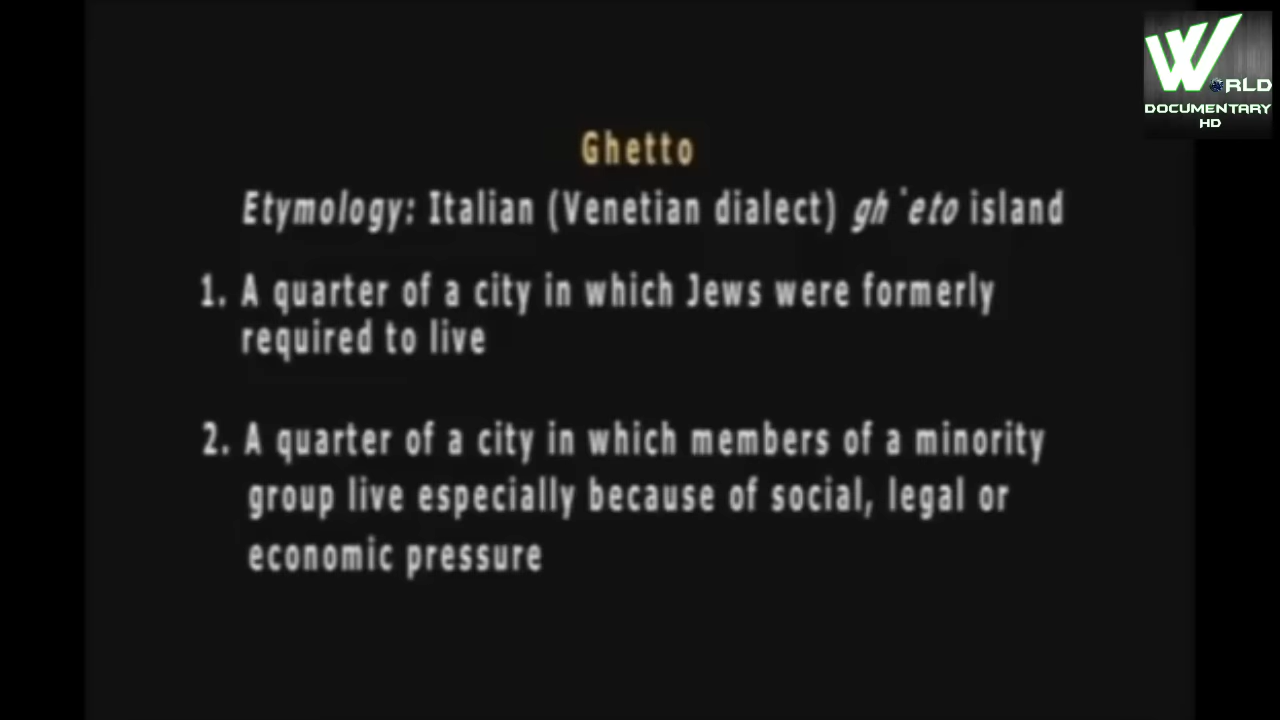 WORLD
DOCUMENTARY
HD
Ghetto
Etymology: Italian (Venetian dialect) gh˙eto island
1. A quarter of a city in which Jews were formerly
required to live
2. A quarter of a city in which members of a minority
group live especially because of social, legal or
economic pressure